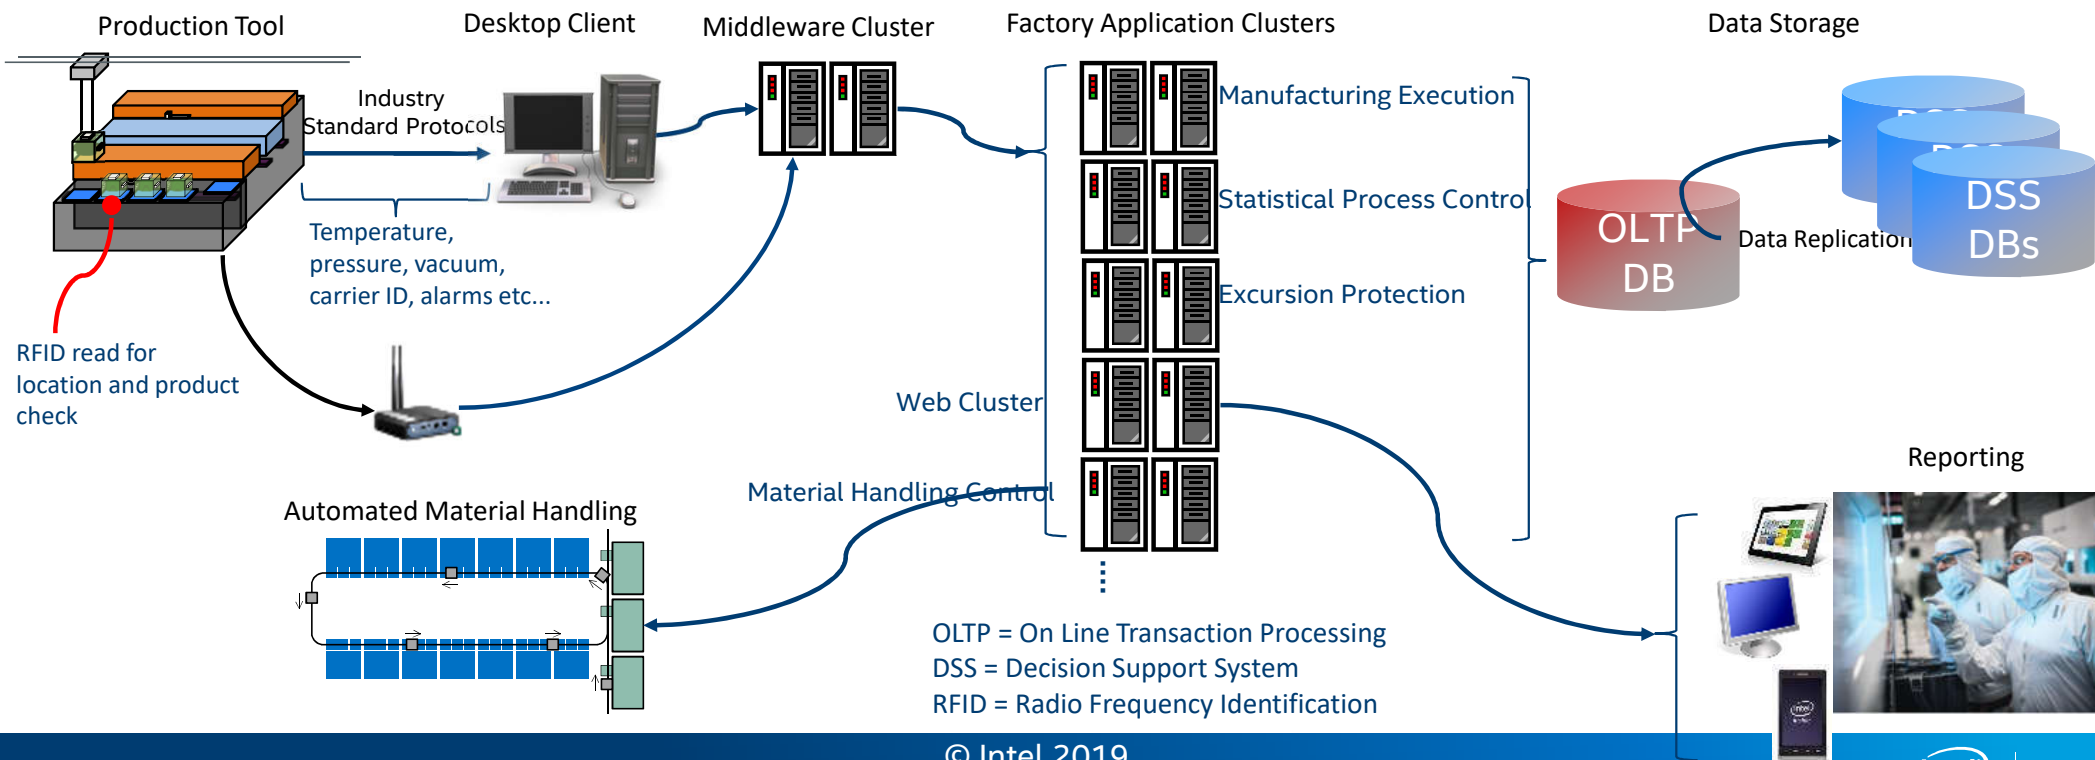 Production Tool
Desktop Client
Middleware Cluster
Factory Application Clusters
Data Storage
Industry
Standard Protocols
Temperature,
pressure, vacuum,
carrier ID, alarms etc...
RFID read for
location and product
check
Manufacturing Execution
Statistical Process Control
Excursion Protection
Web Cluster
Material Handling Control
OLTP
DB
Data Replication
DSS
DBs
Automated Material Handling
Reporting
OLTP = On Line Transaction Processing
DSS = Decision Support System
RFID = Radio Frequency Identification
(intel)
© Intel 2019